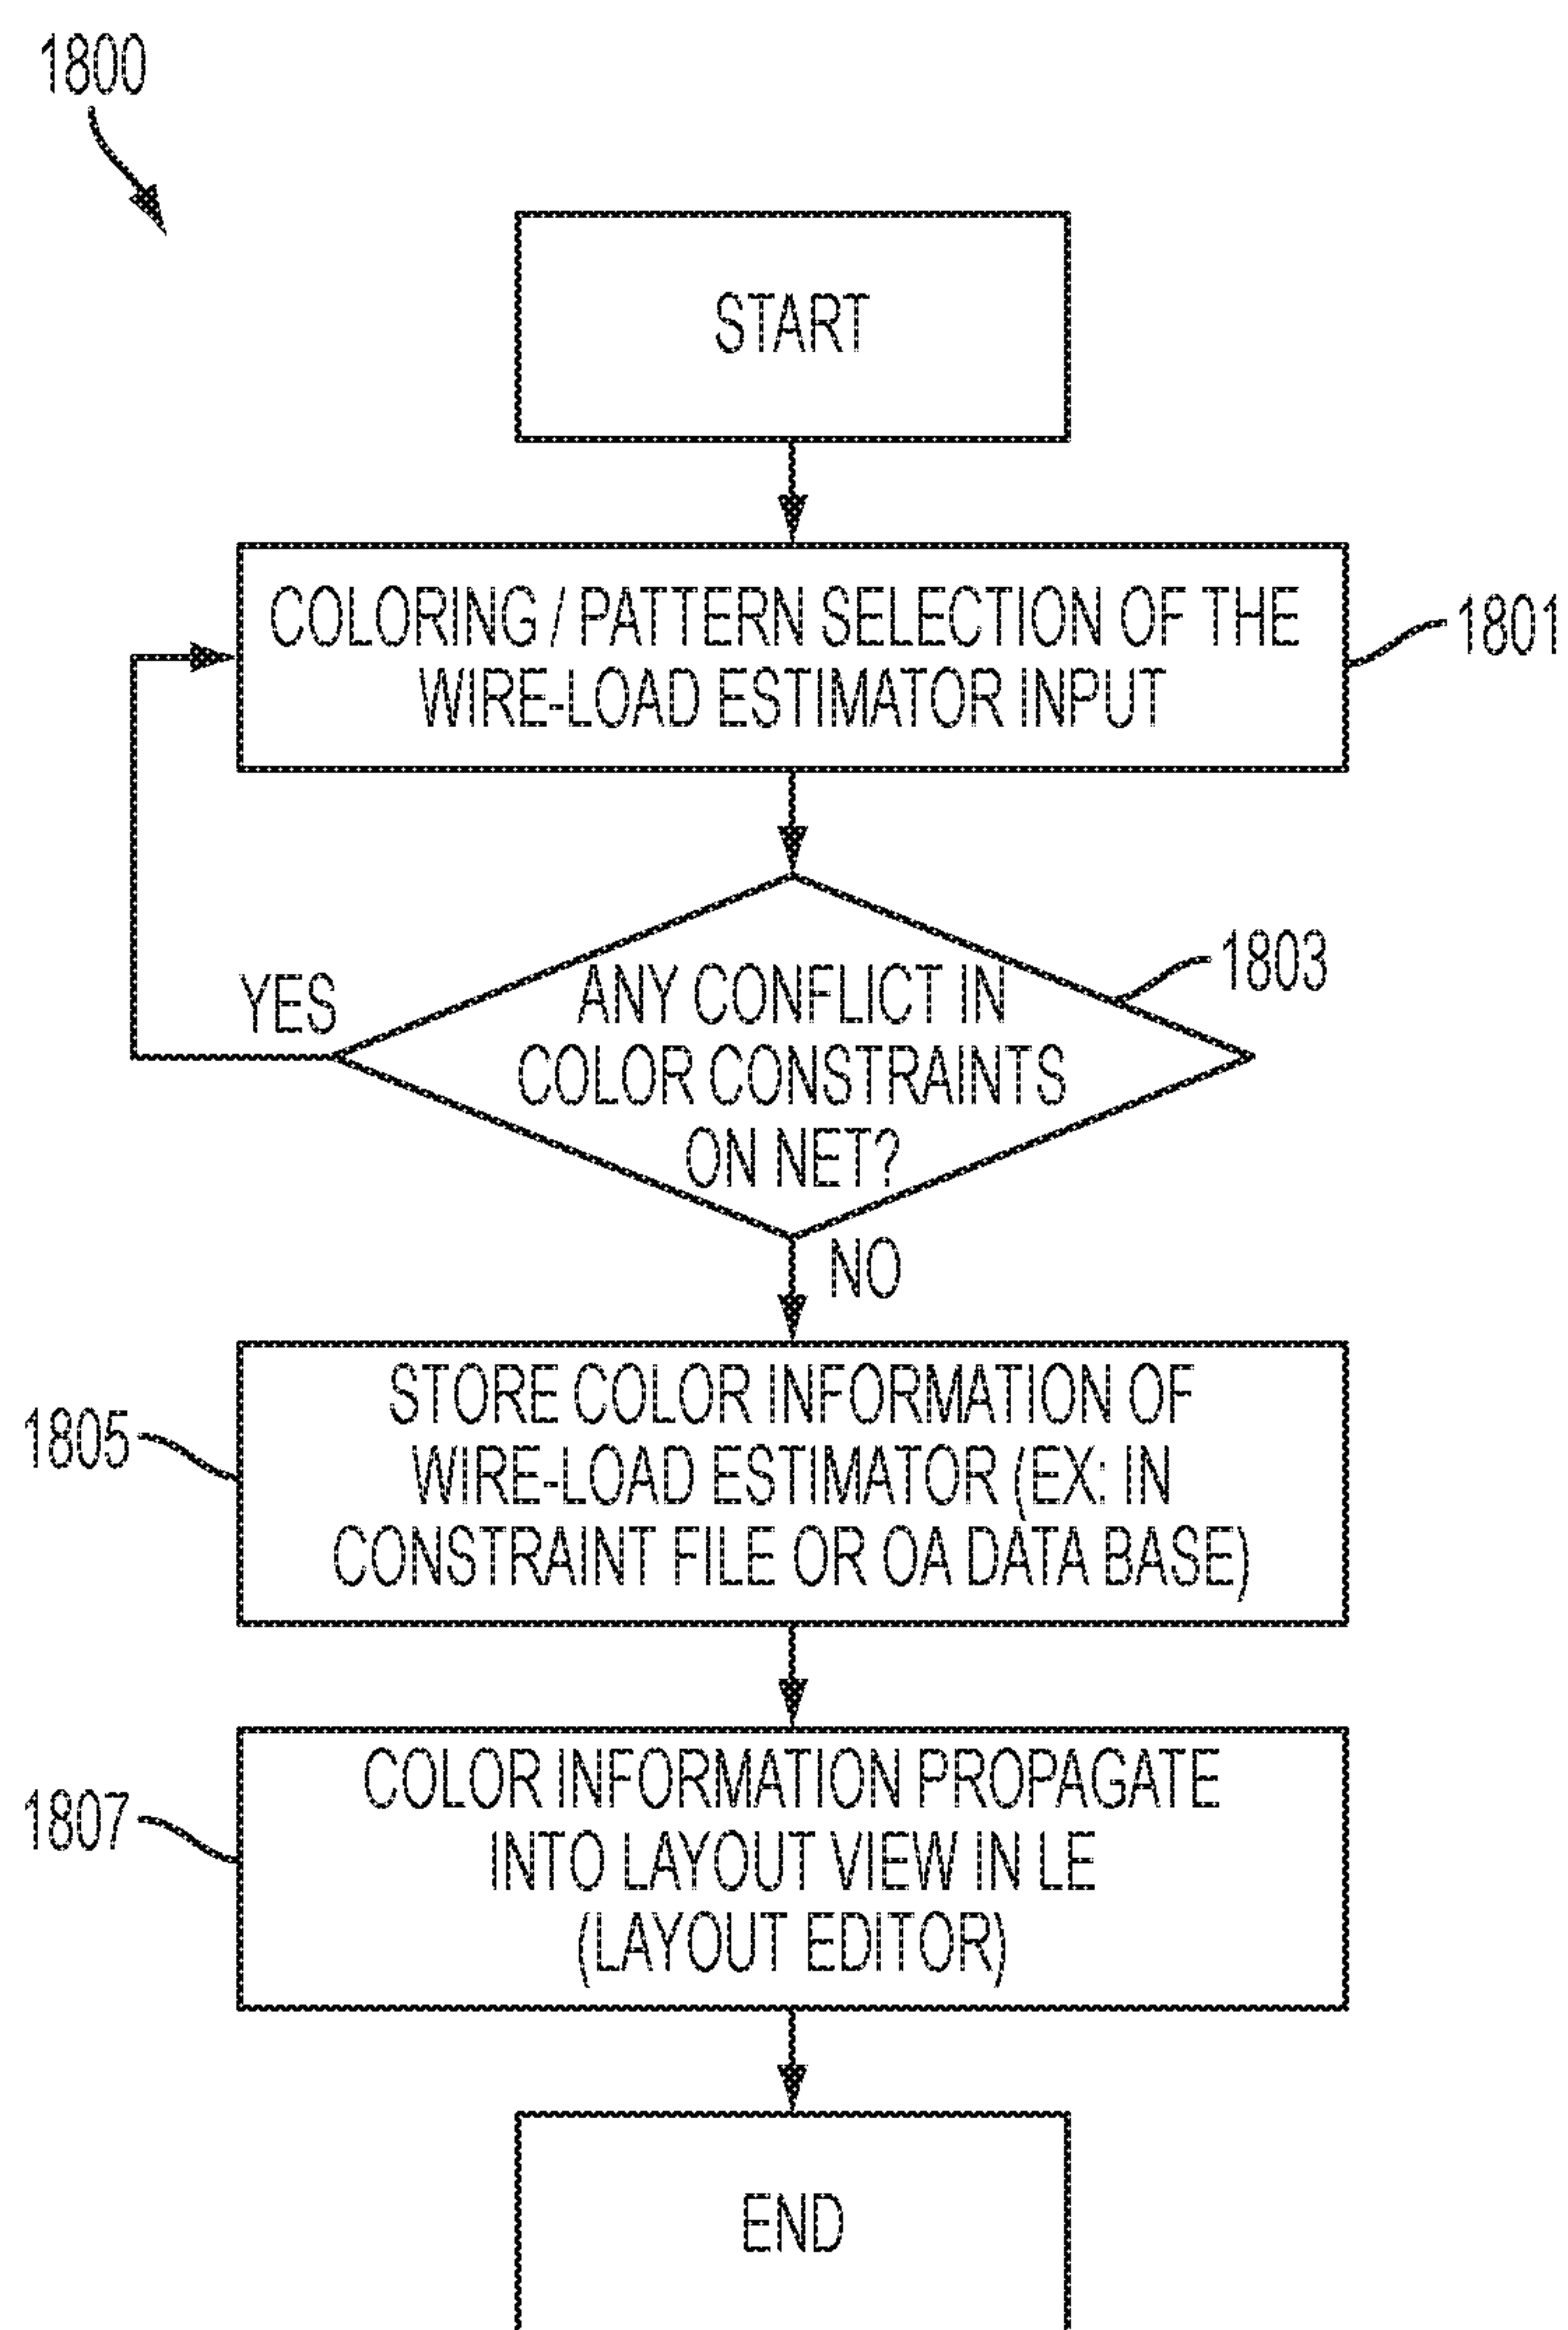 1800
START
COLORING / PATTERN SELECTION OF THE
WIRE-LOAD ESTIMATOR INPUT
1801
ANY CONFLICT IN
COLOR CONSTRAINTS
ON NET?
1803
YES
NO
STORE COLOR INFORMATION OF
WIRE-LOAD ESTIMATOR (EX: IN
CONSTRAINT FILE OR OA DATA BASE)
1805
COLOR INFORMATION PROPAGATE
INTO LAYOUT VIEW IN LE
(LAYOUT EDITOR)
1807
END